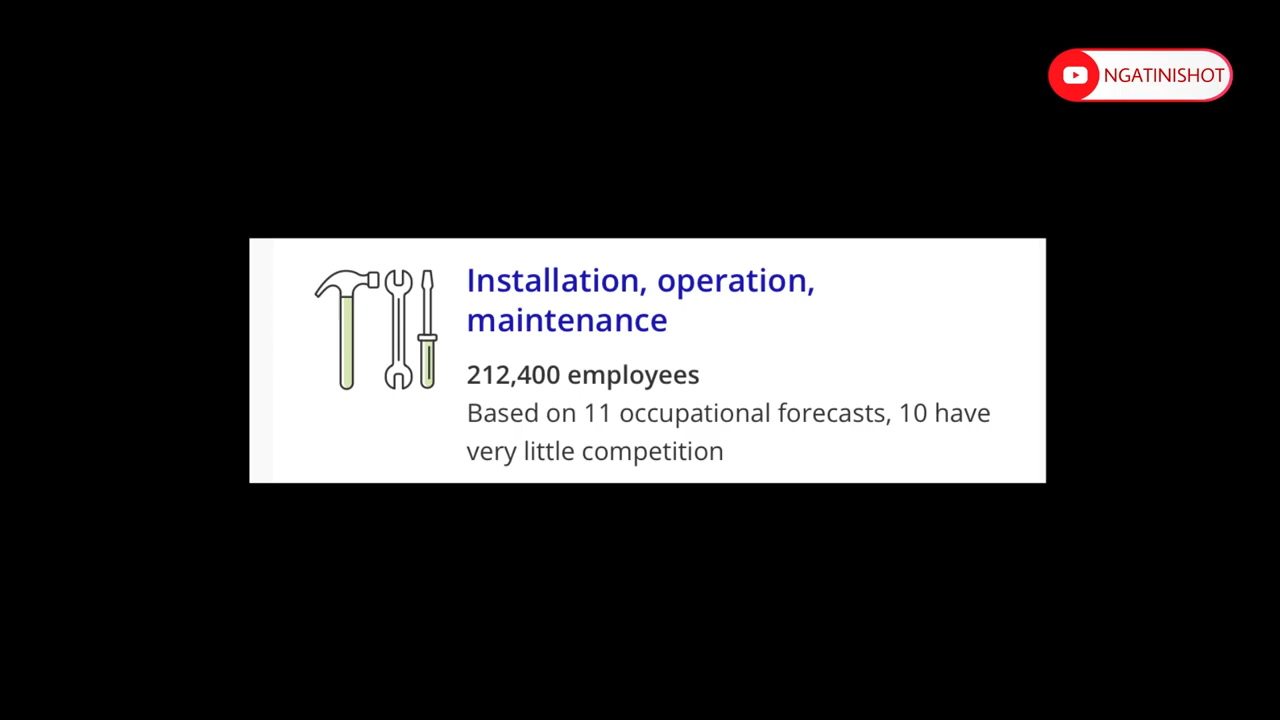 NGATINISHOT
Installation, operation,
maintenance
212,400 employees
Based on 11 occupational forecasts, 10 have
very little competition